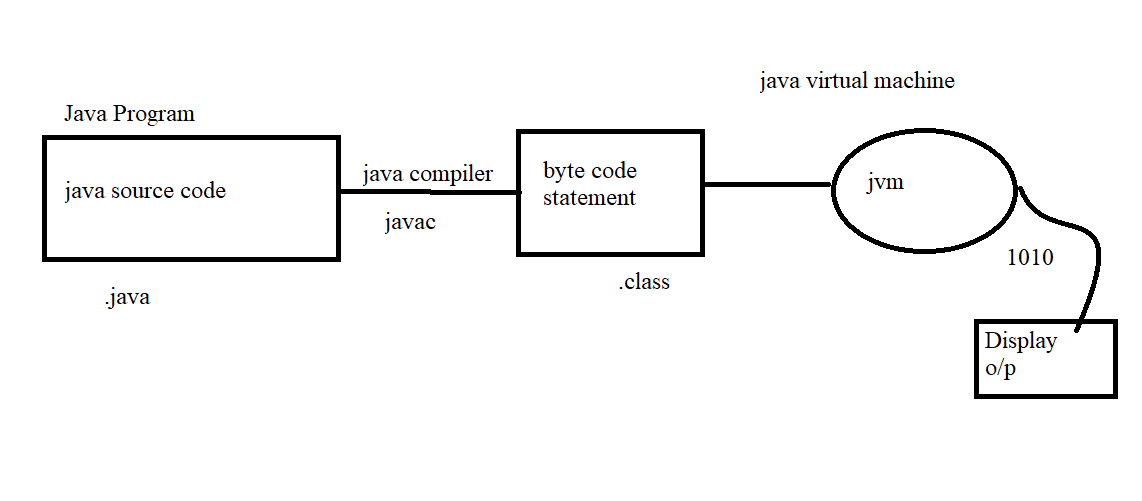 java virtual machine
Java Program
java source code
java compiler
javac
byte code
statement
jvm
.java
.class
1010
Display
o/p